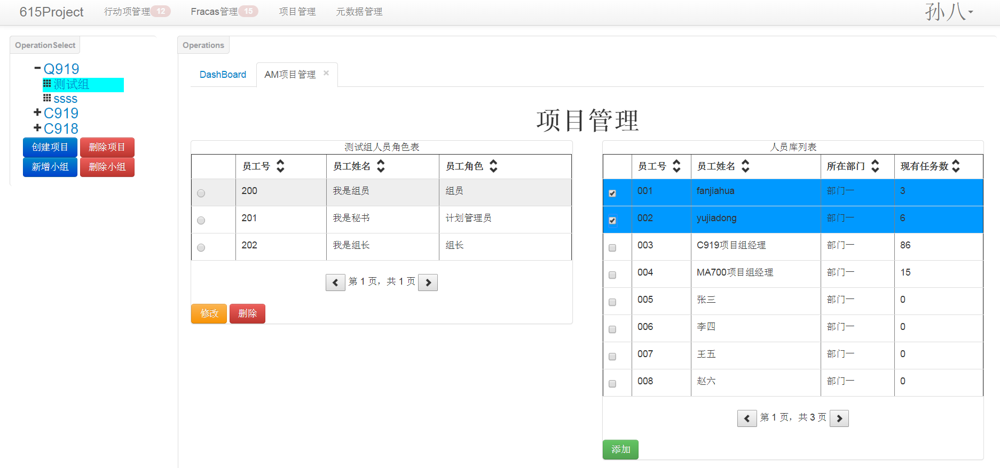 615Project 行动项管理 12 Fracas管理 15 项目管理 元数据管理 孙八
OperationSelect
Q919
测试组
ssss
C919
C918
创建项目 删除项目
新增小组 删除小组
Operations
DashBoard AM项目管理 ×
项目管理
测试组人员角色表
员工号 员工姓名 员工角色
200 我是组员 组员
201 我是秘书 计划管理员
202 我是组长 组长
第 1 页，共 1 页
修改 删除
人员库列表
员工号 员工姓名 所在部门 现有任务数
001 fanjiahua 部门一 3
002 yujiadong 部门一 6
003 C919项目组经理 部门一 86
004 MA700项目组经理 部门一 15
005 张三 部门一 0
006 李四 部门一 0
007 王五 部门一 0
008 赵六 部门一 0
第 1 页，共 3 页
添加